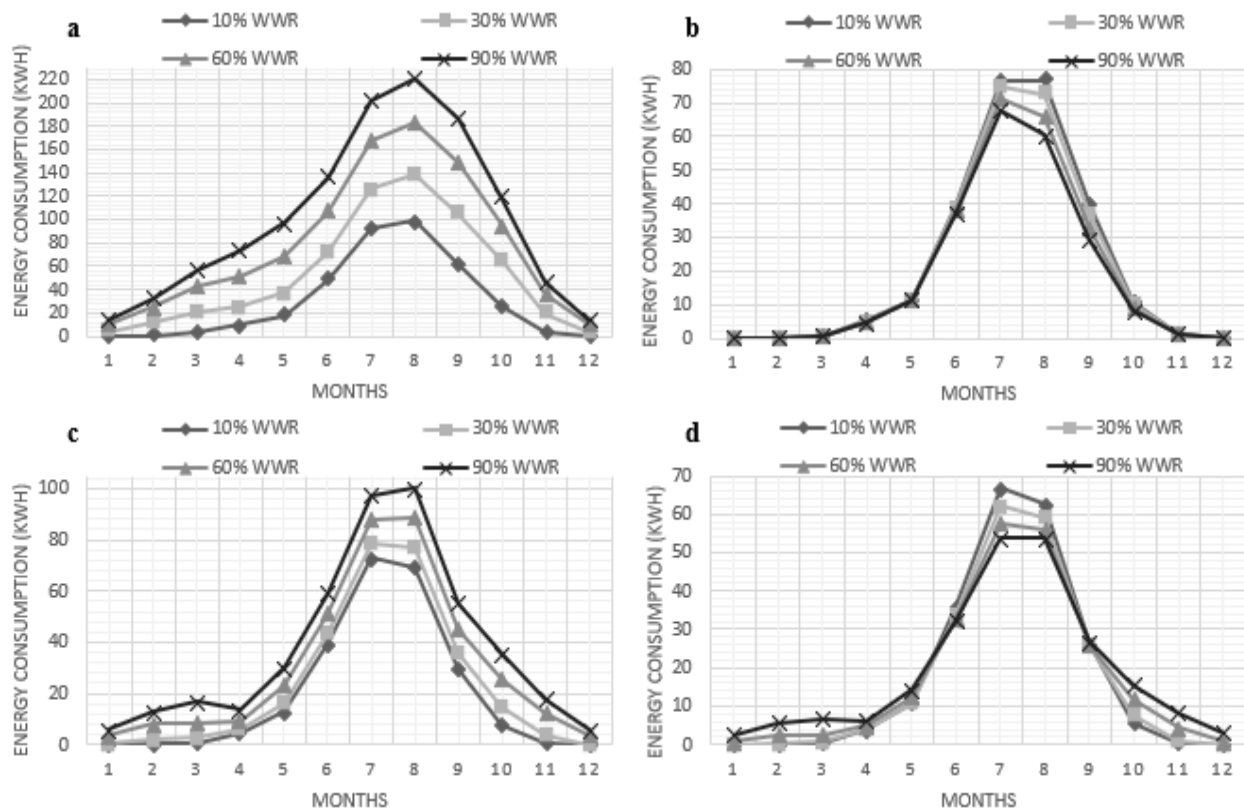 a
10% WWR
30% WWR
60% WWR
90% WWR
ENERGY CONSUMPTION (KWH)
220
200
180
160
140
120
100
80
60
40
20
0
1 2 3 4 5 6 7 8 9 10 11 12
MONTHS
b
10% WWR
30% WWR
60% WWR
90% WWR
ENERGY CONSUMPTION (KWH)
80
70
60
50
40
30
20
10
0
1 2 3 4 5 6 7 8 9 10 11 12
MONTHS
c
10% WWR
30% WWR
60% WWR
90% WWR
ENERGY CONSUMPTION (KWH)
100
80
60
40
20
0
1 2 3 4 5 6 7 8 9 10 11 12
MONTHS
d
10% WWR
30% WWR
60% WWR
90% WWR
ENERGY CONSUMPTION (KWH)
70
60
50
40
30
20
10
0
1 2 3 4 5 6 7 8 9 10 11 12
MONTHS